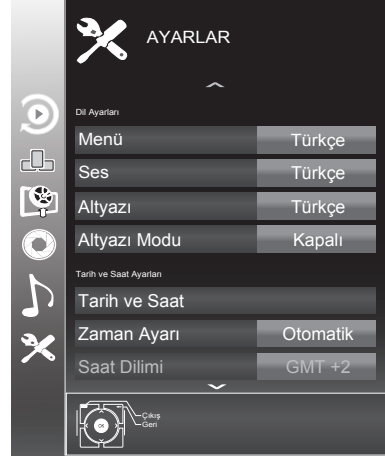 AYARLAR
Dil Ayarları
Menü Türkçe
Ses Türkçe
Altyazı Türkçe
Altyazı Modu Kapalı
Tarih ve Saat Ayarları
Tarih ve Saat
Zaman Ayarı Otomatik
Saat Dilimi GMT +2
Çıkış
Geri
OK